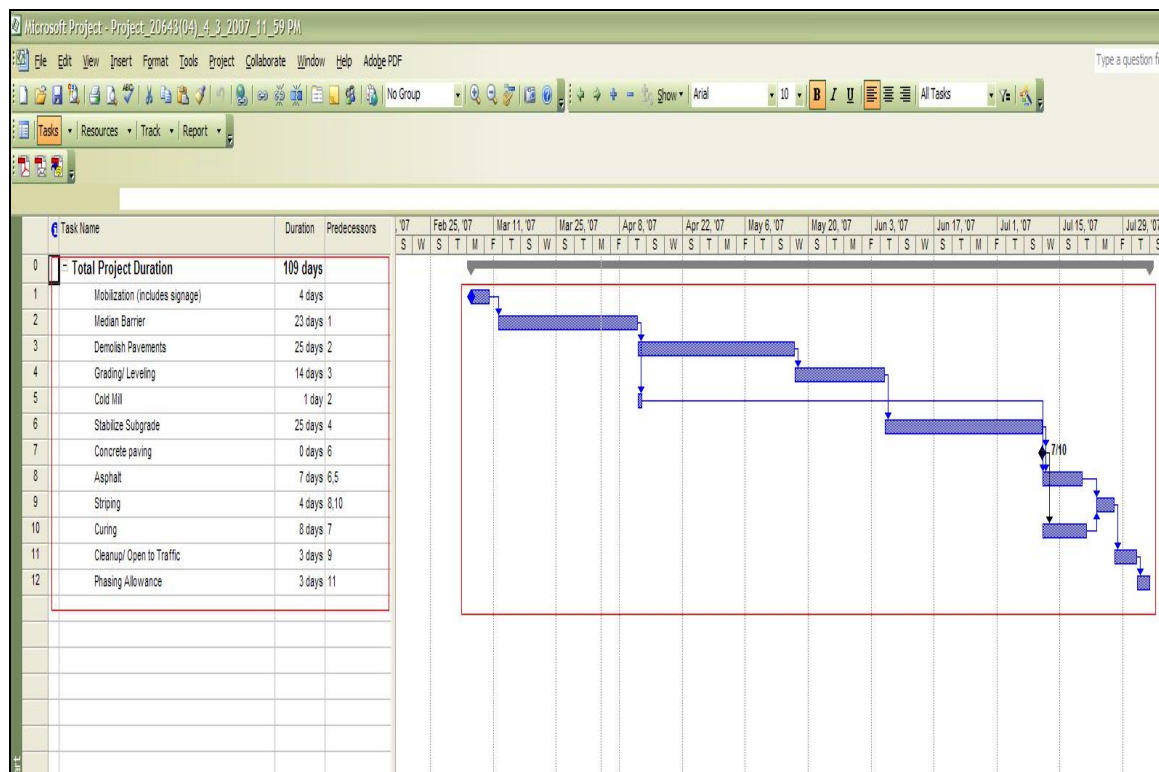 Microsoft Project - Project_20643(04)_4_3_2007_11_59 PM
File Edit View Insert Format Tools Project Collaborate Window Help Adobe PDF Type a question f
No Group Show Arial 10 B I U All Tasks
Tasks Resources Track Report
Task Name Duration Predecessors , '07 Feb 25, '07 Mar 11, '07 Mar 25, '07 Apr 8, '07 Apr 22, '07 May 6, '07 May 20, '07 Jun 3, '07 Jun 17, '07 Jul 1, '07 Jul 15, '07 Jul 29, '07
S W S T M F T S W S T M F T S W S T M F T S W S T M F T S W S T M F T S W S T M F T S
0 Total Project Duration 109 days
1 Mobilization (includes signage) 4 days
2 Median Barrier 23 days 1
3 Demolish Pavements 25 days 2
4 Grading/ Leveling 14 days 3
5 Cold Mill 1 day 2
6 Stabilize Subgrade 25 days 4
7 Concrete paving 0 days 6 7/10
8 Asphalt 7 days 6,5
9 Striping 4 days 8,10
10 Curing 8 days 7
11 Cleanup/ Open to Traffic 3 days 9
12 Phasing Allowance 3 days 11
art